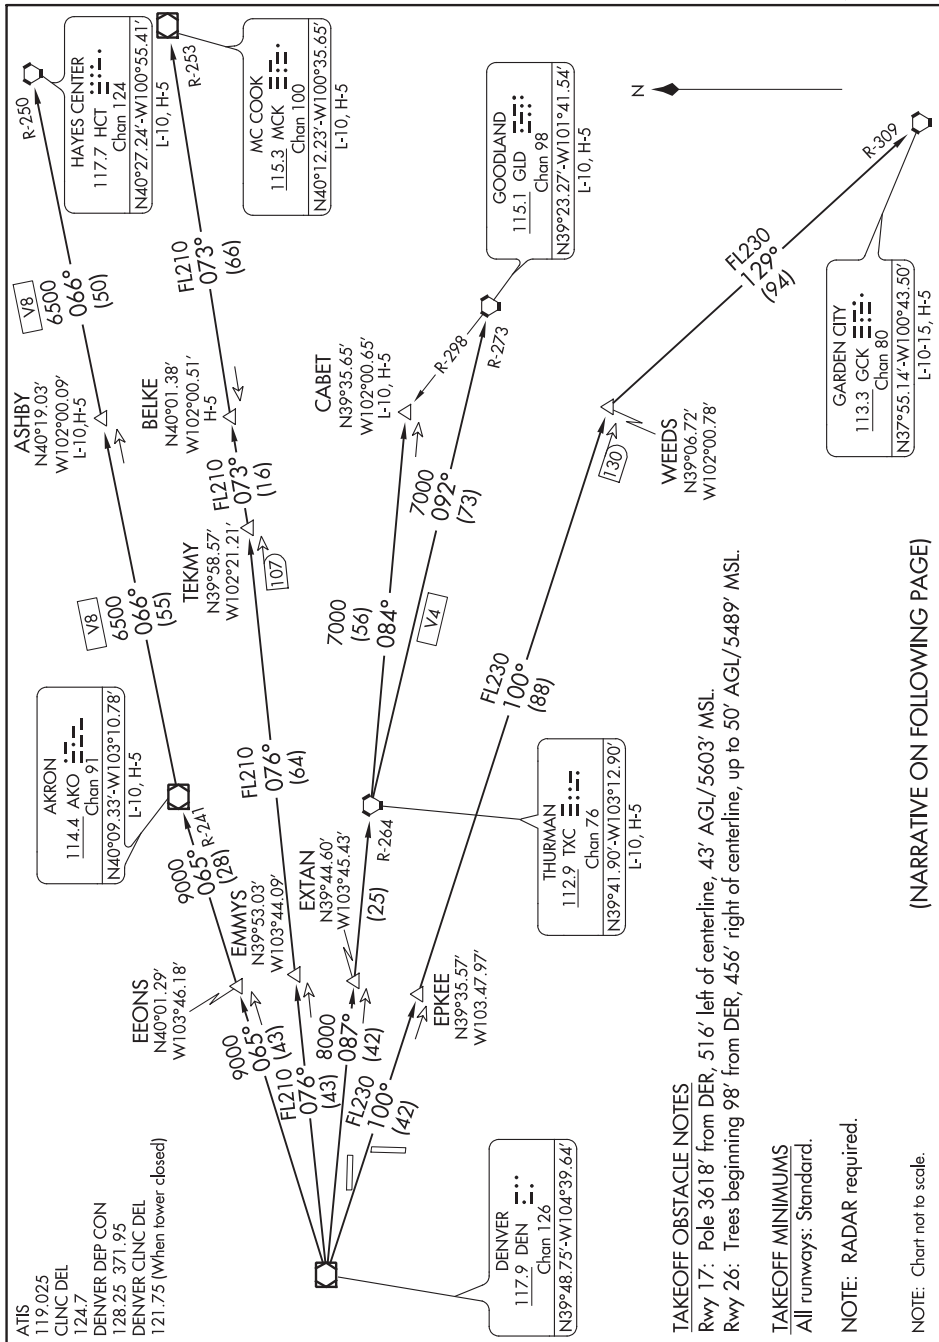 ATIS
119.025
CLNC DEL
124.7
DENVER DEP CON
128.25 371.95
DENVER CLNC DEL
121.75 (When tower closed)
EEONS
N40°01.29'
W103°46.18'
AKRON
114.4 AKO
Chan 91
N40°09.33'-W103°10.78'
L-10, H-5
V8
6500
066°
(55)
ASHBY
N40°19.03'
W102°00.09'
L-10,H-5
V8
6500
066°
(50)
R-250
HAYES CENTER
117.7 HCT
Chan 124
N40°27.24'-W100°55.41'
L-10, H-5
9000
065°
(43)
9000
065°
(28)
R-241
EMMYS
N39°53.03'
W103°44.09'
FL210
076°
(43)
FL210
076°
(64)
TEKMY
N39°58.57'
W102°21.21'
107
FL210
073°
(16)
BELKE
N40°01.38'
W102°00.51'
H-5
FL210
073°
(66)
R-253
MC COOK
115.3 MCK
Chan 100
N40°12.23'-W100°35.65'
L-10, H-5
EXTAN
N39°44.60'
W103°45.43'
8000
087°
(42)
(25)
R-264
7000
(56)
084°
CABET
N39°35.65'
W102°00.65'
L-10, H-5
R-298
V4
7000
092°
(73)
R-273
GOODLAND
115.1 GLD
Chan 98
N39°23.27'-W101°41.54'
L-10, H-5
N
FL230
100°
(42)
EPKEE
N39°35.57'
W103.47.97'
FL230
100°
(88)
130
WEEDS
N39°06.72'
W102°00.78'
FL230
129°
(94)
R-309
DENVER
117.9 DEN
Chan 126
N39°48.75'-W104°39.64'
THURMAN
112.9 TXC
Chan 76
N39°41.90'-W103°12.90'
L-10, H-5
GARDEN CITY
113.3 GCK
Chan 80
N37°55.14'-W100°43.50'
L-10-15, H-5
TAKEOFF OBSTACLE NOTES
Rwy 17: Pole 3618' from DER, 516' left of centerline, 43' AGL/5603' MSL.
Rwy 26: Trees beginning 98' from DER, 456' right of centerline, up to 50' AGL/5489' MSL.
TAKEOFF MINIMUMS
All runways: Standard.
NOTE: RADAR required.
NOTE: Chart not to scale.
(NARRATIVE ON FOLLOWING PAGE)